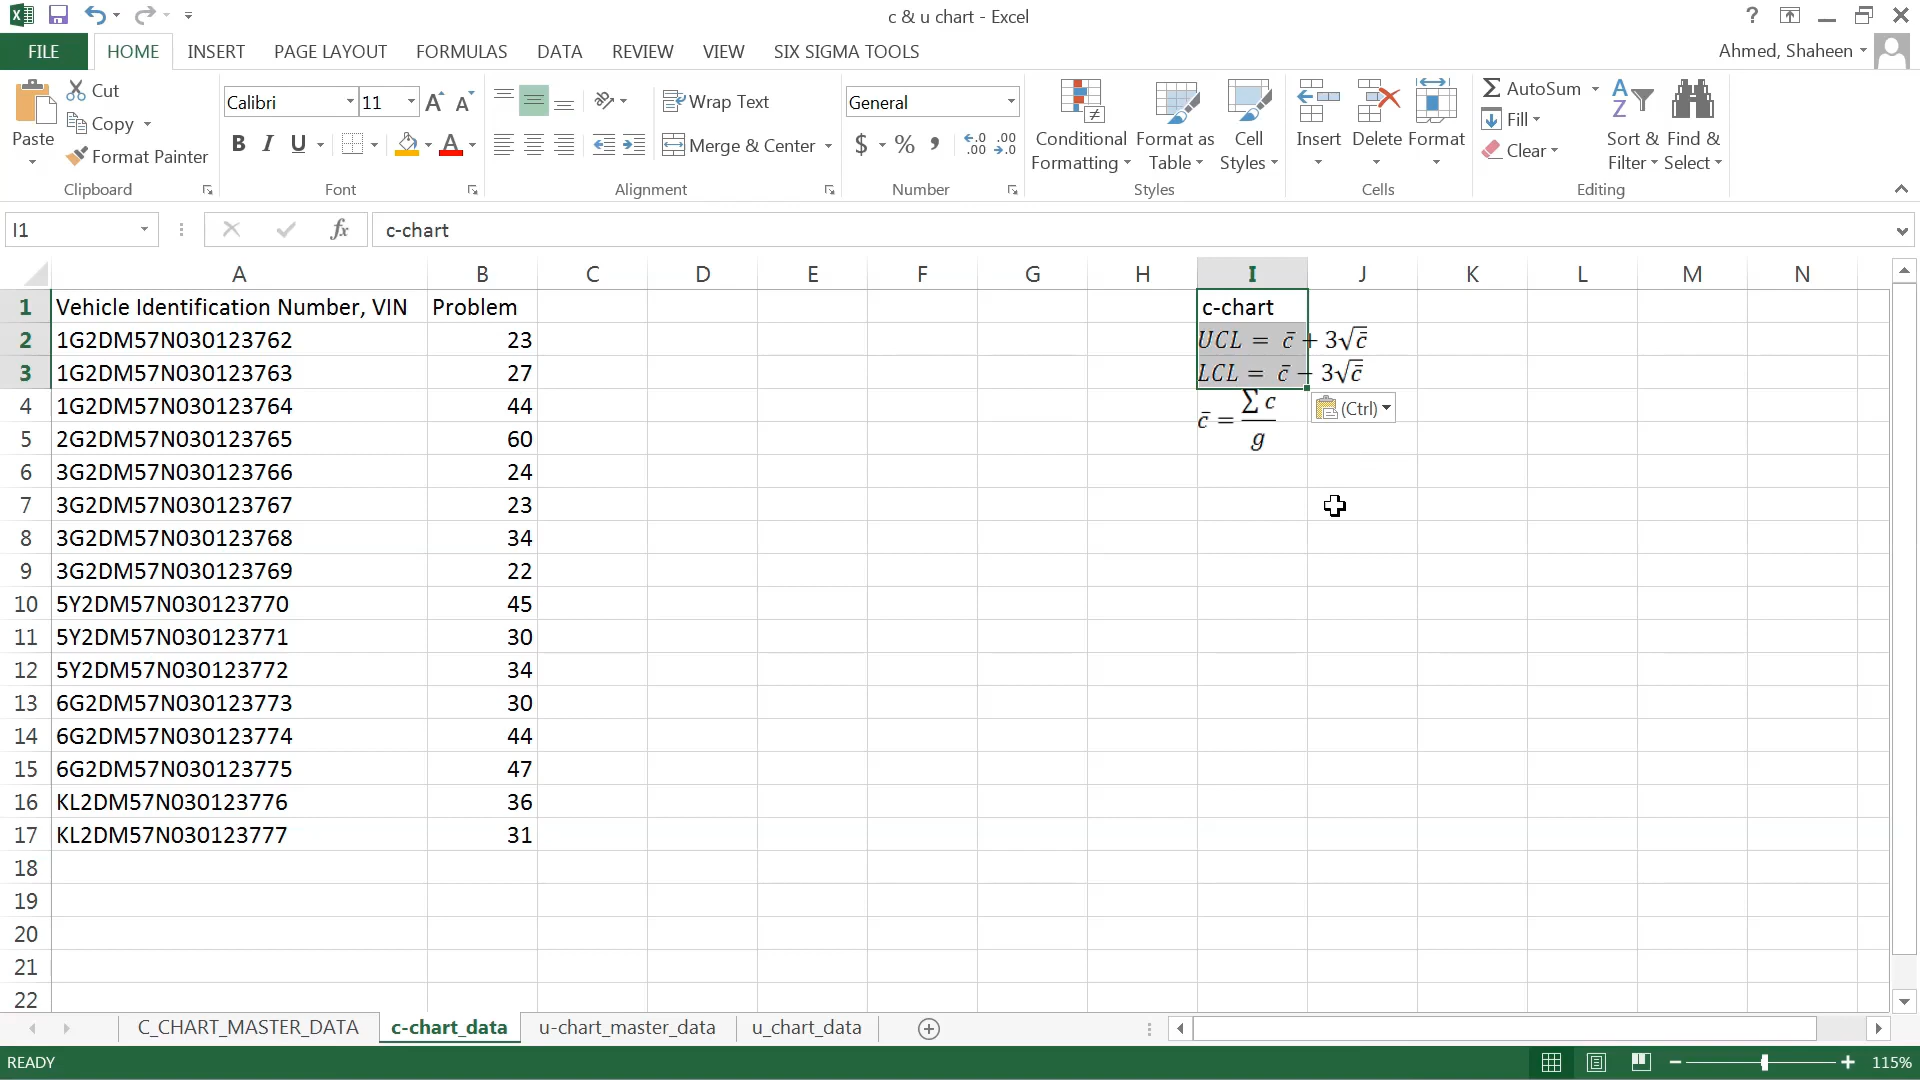 c & u chart - Excel
FILE HOME INSERT PAGE LAYOUT FORMULAS DATA REVIEW VIEW SIX SIGMA TOOLS Ahmed, Shaheen
Paste
Cut
Copy
Format Painter
Clipboard
Calibri 11
B I U
Font
Wrap Text
Merge & Center
Alignment
General
$ % ,
Number
Conditional Formatting
Format as Table
Cell Styles
Styles
Insert Delete Format
Cells
AutoSum
Fill
Clear
Sort & Filter
Find & Select
Editing
I1 fx c-chart
A B C D E F G H I J K L M N
1 Vehicle Identification Number, VIN Problem c-chart
2 1G2DM57N030123762 23 UCL = c̄ + 3√c̄
3 1G2DM57N030123763 27 LCL = c̄ − 3√c̄
4 1G2DM57N030123764 44 c̄ = ∑ c / g (Ctrl)
5 2G2DM57N030123765 60
6 3G2DM57N030123766 24
7 3G2DM57N030123767 23
8 3G2DM57N030123768 34
9 3G2DM57N030123769 22
10 5Y2DM57N030123770 45
11 5Y2DM57N030123771 30
12 5Y2DM57N030123772 34
13 6G2DM57N030123773 30
14 6G2DM57N030123774 44
15 6G2DM57N030123775 47
16 KL2DM57N030123776 36
17 KL2DM57N030123777 31
18
19
20
21
22
C_CHART_MASTER_DATA c-chart_data u-chart_master_data u_chart_data
READY 115%